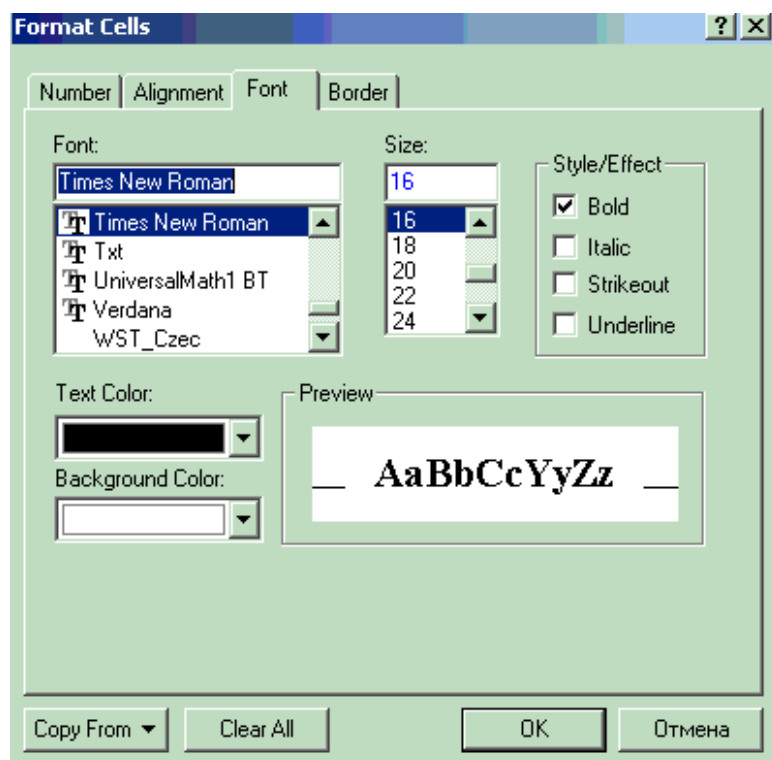 Format Cells
Number Alignment Font Border
Font:
Times New Roman
Times New Roman
Txt
UniversalMath1 BT
Verdana
WST_Czec
Size:
16
16
18
20
22
24
Style/Effect
Bold
Italic
Strikeout
Underline
Text Color:
Background Color:
Preview
AaBbCcYyZz
Copy From Clear All OK Отмена